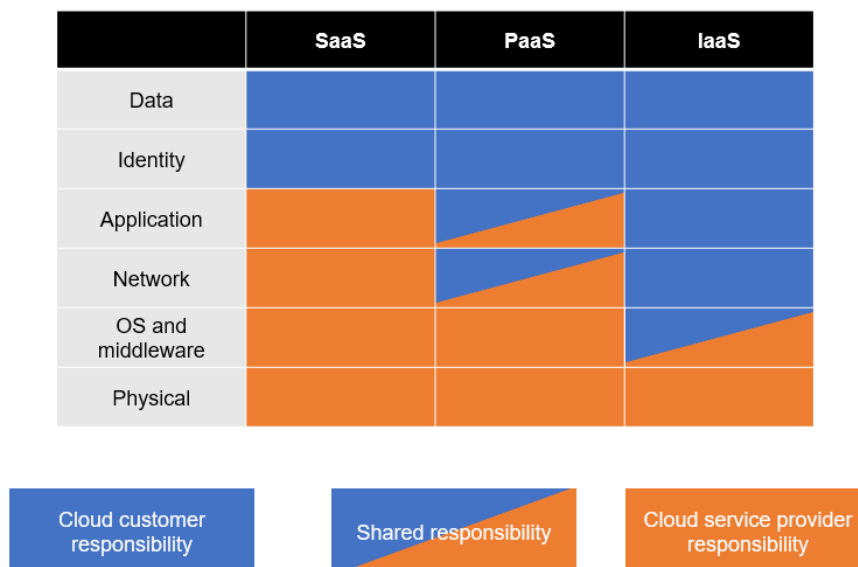 SaaS PaaS IaaS
Data
Identity
Application
Network
OS and
middleware
Physical
Cloud customer
responsibility
Shared responsibility
Cloud service provider
responsibility